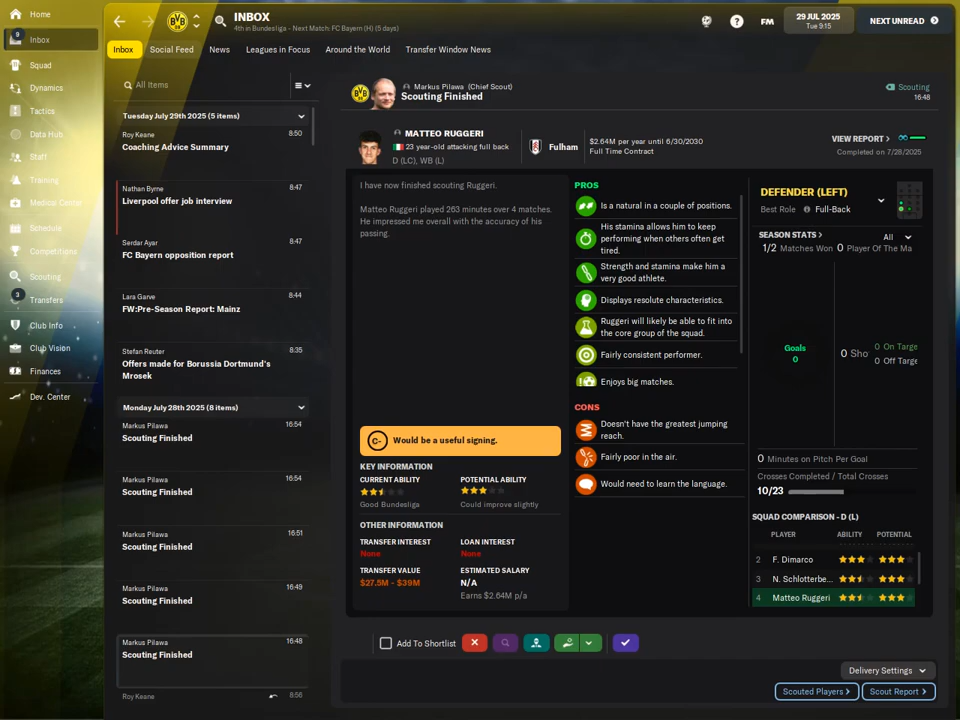 Home
9
Inbox
Squad
Dynamics
Tactics
Data Hub
Staff
Training
Medical Center
Schedule
Competitions
Scouting
3
Transfers
Club Info
Club Vision
Finances
Dev. Center
BVB
09
INBOX
4th in Bundesliga - Next Match: FC Bayern (H) (5 days)
?
FM
29 JUL 2025
Tue 9:15
NEXT UNREAD
Inbox
Social Feed
News
Leagues in Focus
Around the World
Transfer Window News
All Items
Tuesday July 29th 2025 (5 items)
Roy Keane
8:50
Coaching Advice Summary
Nathan Byrne
8:47
Liverpool offer job interview
Serdar Ayar
8:47
FC Bayern opposition report
Lara Garve
8:44
FW:Pre-Season Report: Mainz
Stefan Reuter
8:35
Offers made for Borussia Dortmund's
Mrosek
Monday July 28th 2025 (8 items)
Markus Pilawa
16:54
Scouting Finished
Markus Pilawa
16:54
Scouting Finished
Markus Pilawa
16:51
Scouting Finished
Markus Pilawa
16:49
Scouting Finished
Markus Pilawa
16:48
Scouting Finished
Roy Keane
8:56
BVB
09
Markus Pilawa (Chief Scout)
Scouting Finished
Scouting
16:48
MATTEO RUGGERI
23 year-old attacking full back
D (LC), WB (L)
Fulham
$2.64M per year until 6/30/2030
Full Time Contract
VIEW REPORT >
Completed on 7/28/2025
I have now finished scouting Ruggeri.
Matteo Ruggeri played 263 minutes over 4 matches.
He impressed me overall with the accuracy of his
passing.
C-
Would be a useful signing.
KEY INFORMATION
CURRENT ABILITY
POTENTIAL ABILITY
Good Bundesliga
Could improve slightly
OTHER INFORMATION
TRANSFER INTEREST
LOAN INTEREST
None
None
TRANSFER VALUE
ESTIMATED SALARY
$27.5M - $39M
N/A
Earns $2.64M p/a
PROS
Is a natural in a couple of positions.
His stamina allows him to keep
performing when others often get
tired.
Strength and stamina make him a
very good athlete.
Displays resolute characteristics.
Ruggeri will likely be able to fit into
the core group of the squad.
Fairly consistent performer.
Enjoys big matches.
CONS
Doesn't have the greatest jumping
reach.
Fairly poor in the air.
Would need to learn the language.
DEFENDER (LEFT)
Best Role
Full-Back
SEASON STATS >
All
1/2 Matches Won 0 Player Of The Ma
Goals
0
0 Sho
0 On Targe
0 Off Targe
0 Minutes on Pitch Per Goal
Crosses Completed / Total Crosses
10/23
SQUAD COMPARISON - D (L)
PLAYER
ABILITY
POTENTIAL
2 F. Dimarco
3 N. Schlotterbe...
4 Matteo Ruggeri
Add To Shortlist
Delivery Settings
Scouted Players >
Scout Report >